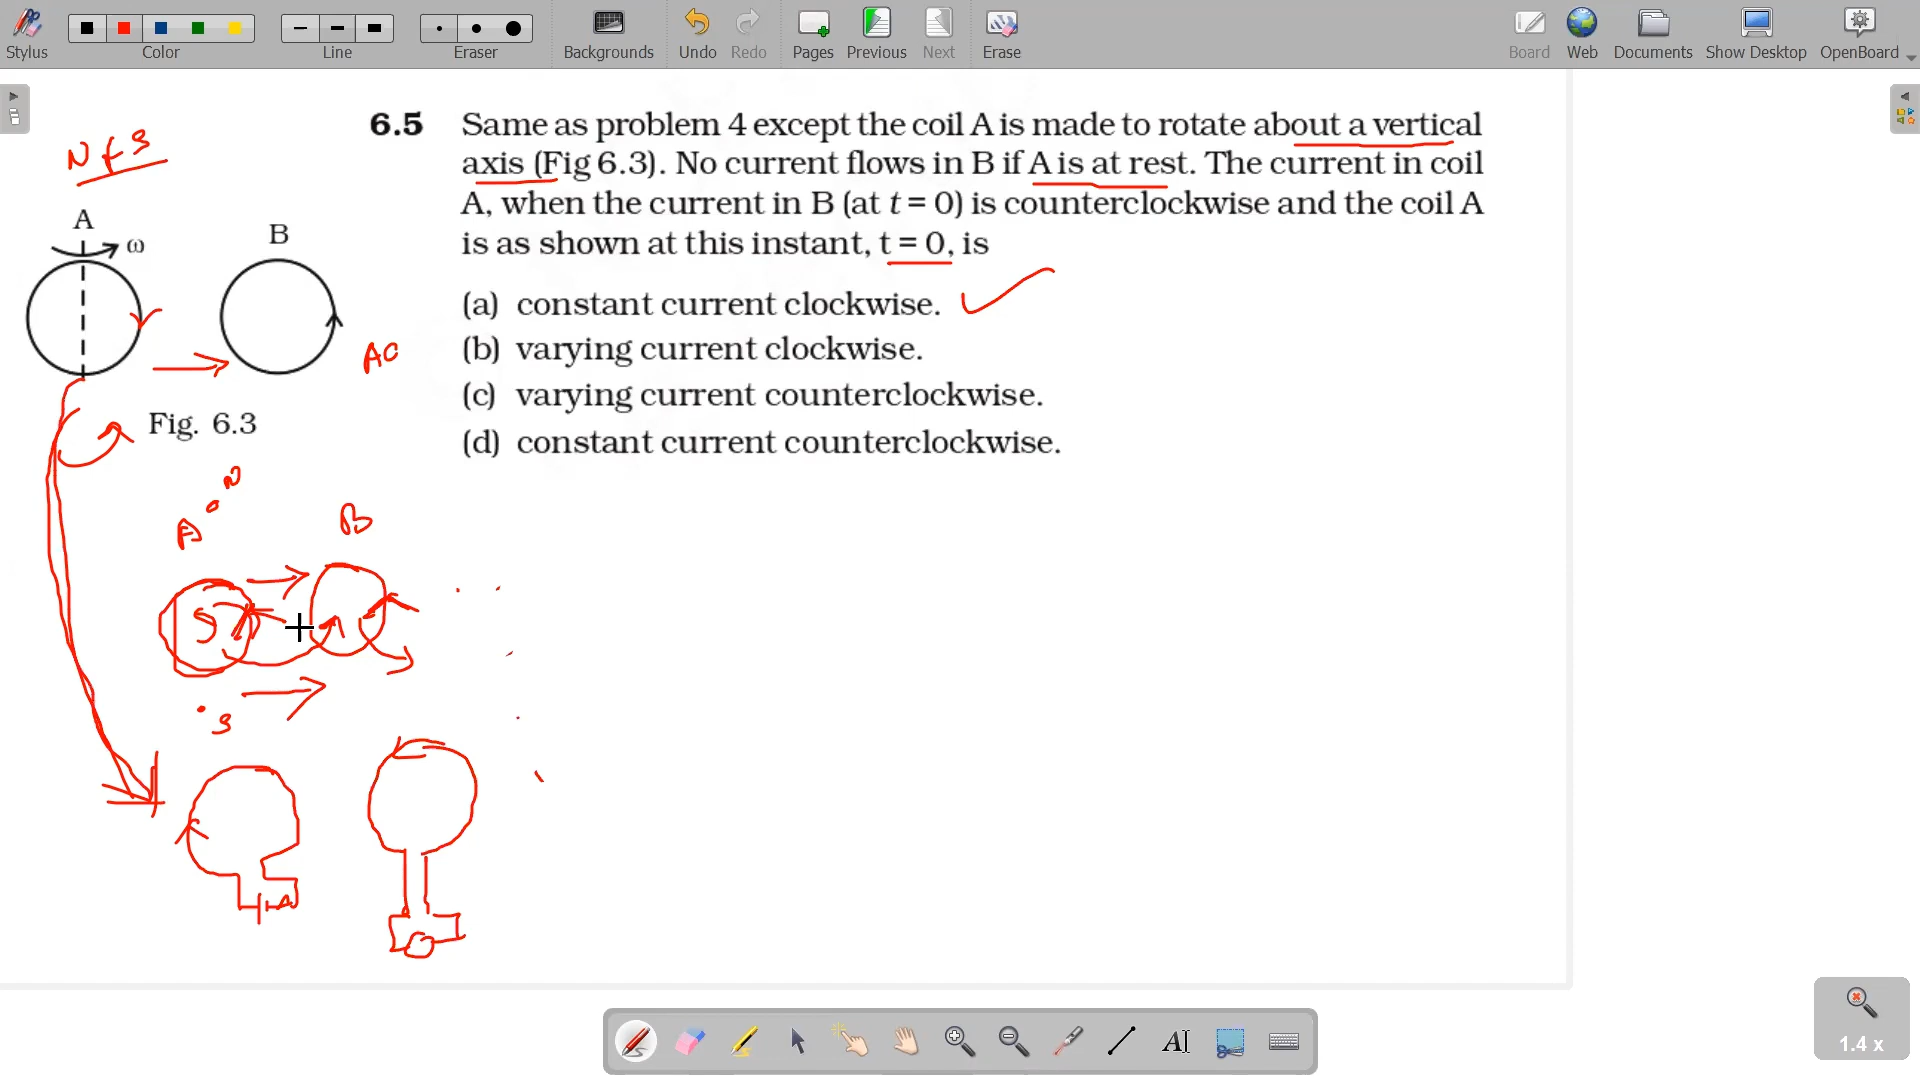 Stylus
Color
Line
Eraser
Backgrounds
Undo
Redo
Pages
Previous
Next
Erase
Board
Web
Documents
Show Desktop
OpenBoard
N & S
6.5 Same as problem 4 except the coil A is made to rotate about a vertical
axis (Fig 6.3). No current flows in B if A is at rest. The current in coil
A, when the current in B (at t = 0) is counterclockwise and the coil A
is as shown at this instant, t = 0, is
(a) constant current clockwise.
(b) varying current clockwise.
(c) varying current counterclockwise.
(d) constant current counterclockwise.
A
ω
B
Fig. 6.3
N
A
B
S
S
A
1.4 x